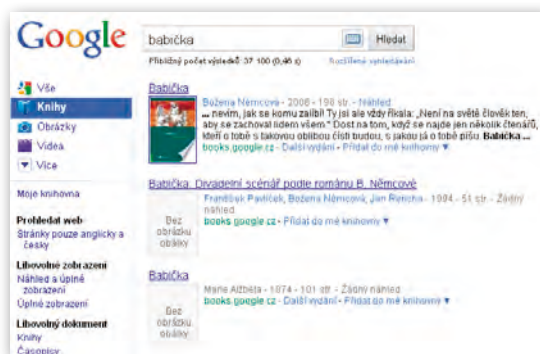 Google
babička
Hledat
Přibližný počet výsledků: 37 100 (0,46 s)
Rozšířené vyhledávání
Vše
Knihy
Obrázky
Videa
Více
Moje knihovna
Prohledat web
Stránky pouze anglicky a
česky
Libovolné zobrazení
Náhled a úplné
zobrazení
Úplné zobrazení
Libovolný dokument
Knihy
Časopisy
Babička
Božena Němcová - 2008 - 198 str. - Náhled
... nevím, jak se komu zalíbí! Ty jsi ale vždy říkala: „Není na světě člověk ten,
aby se zachoval lidem všem." Dost na tom, když se najde jen několik čtenářů,
kteří o tobě s takovou oblibou čísti budou, s jakou já o tobě píšu. Babička ...
books.google.cz - Další vydání - Přidat do mé knihovny ▼
Babička: Divadelní scénář podle románu B. Němcové
Bez
obrázku
obálky
František Pavlíček, Božena Němcová, Jan - 1994 - 51 str. - Žádný
náhled
books.google.cz - Přidat do mé knihovny ▼
Babička
Bez
obrázku
obálky
Marie Alžběta - 1874 - 101 str. - Žádný náhled
books.google.cz - Další vydání - Přidat do mé knihovny ▼